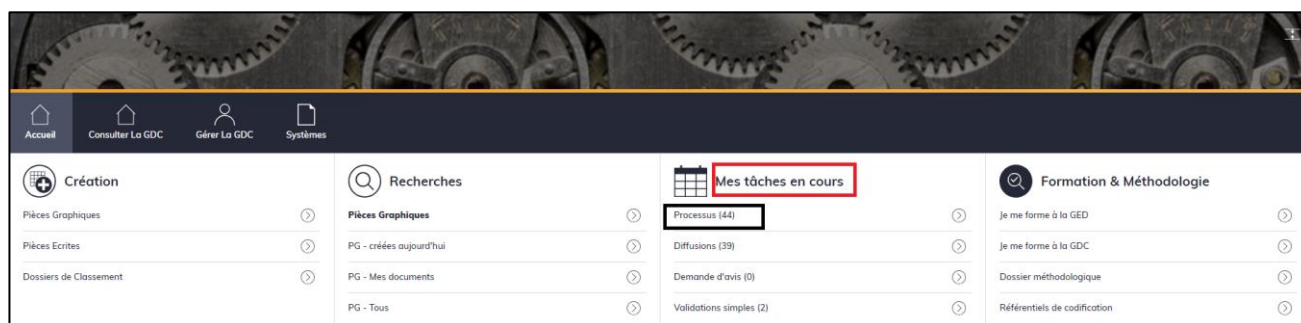 Accueil
Consulter La GDC
Gérer La GDC
Systèmes
Création
Pièces Graphiques
Pièces Ecrites
Dossiers de Classement
Recherches
Pièces Graphiques
PG - créées aujourd'hui
PG - Mes documents
PG - Tous
Mes tâches en cours
Processus (44)
Diffusions (39)
Demande d'avis (0)
Validations simples (2)
Formation & Méthodologie
Je me forme à la GED
Je me forme à la GDC
Dossier méthodologique
Référentiels de codification